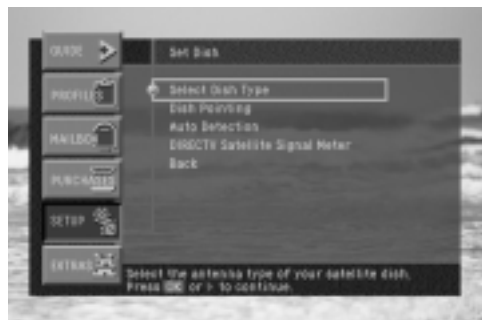 GUIDE
PROFILES
MAILBOX
PURCHASES
SETUP
EXTRAS
Set Dish
Select Dish Type
Dish Pointing
Auto Detection
DIRECTV Satellite Signal Meter
Back
Select the antenna type of your satellite dish.
Press OK or > to continue.